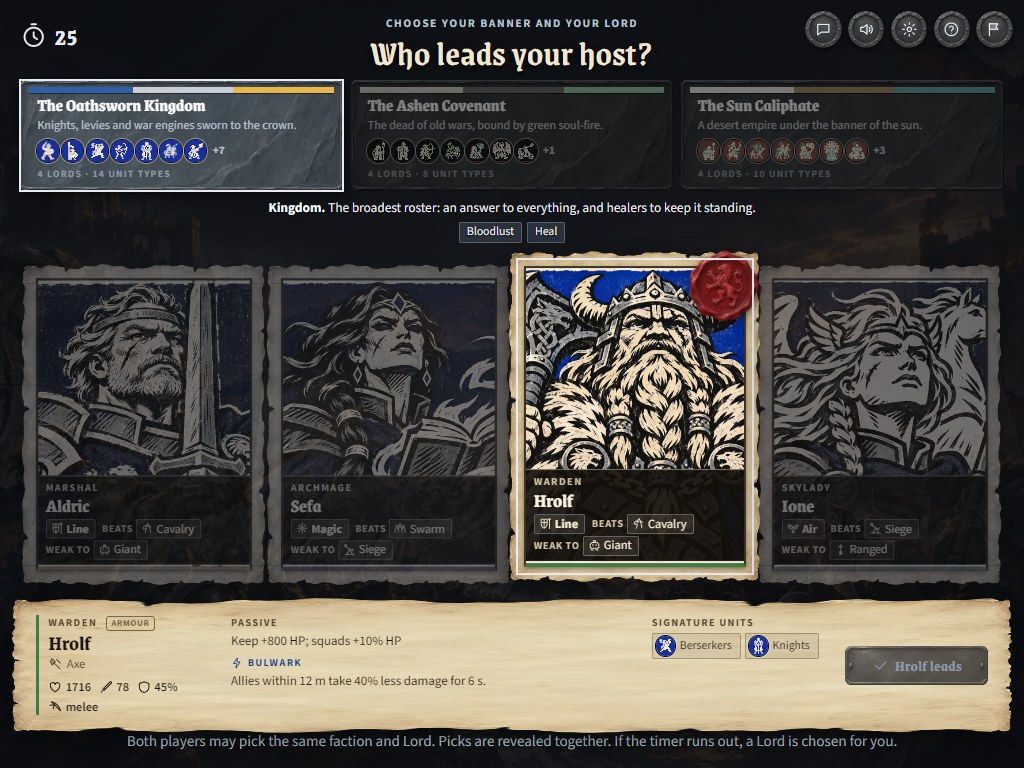 25
CHOOSE YOUR BANNER AND YOUR LORD
Who leads your host?
The Oathsworn Kingdom
Knights, levies and war engines sworn to the crown.
+7
4 LORDS · 14 UNIT TYPES
The Ashen Covenant
The dead of old wars, bound by green soul-fire.
+1
4 LORDS · 8 UNIT TYPES
The Sun Caliphate
A desert empire under the banner of the sun.
+3
4 LORDS · 10 UNIT TYPES
Kingdom. The broadest roster: an answer to everything, and healers to keep it standing.
Bloodlust Heal
MARSHAL
Aldric
Line BEATS Cavalry
WEAK TO Giant
ARCHMAGE
Sefa
Magic BEATS Swarm
WEAK TO Siege
WARDEN
Hrolf
Line BEATS Cavalry
WEAK TO Giant
SKYLADY
Ione
Air BEATS Siege
WEAK TO Ranged
WARDEN ARMOUR
Hrolf
Axe
1716 78 45%
melee
PASSIVE
Keep +800 HP; squads +10% HP
BULWARK
Allies within 12 m take 40% less damage for 6 s.
SIGNATURE UNITS
Berserkers Knights
Hrolf leads
Both players may pick the same faction and Lord. Picks are revealed together. If the timer runs out, a Lord is chosen for you.